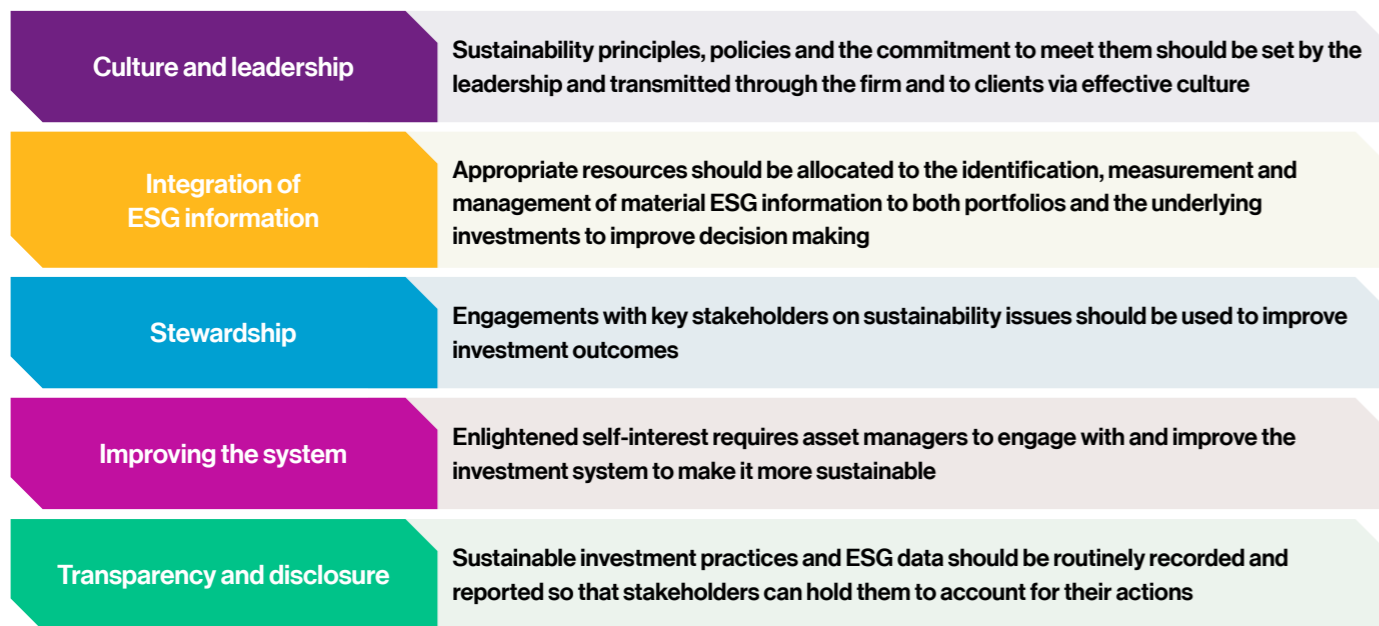 Culture and leadership
Sustainability principles, policies and the commitment to meet them should be set by the
leadership and transmitted through the firm and to clients via effective culture
Integration of
ESG information
Appropriate resources should be allocated to the identification, measurement and
management of material ESG information to both portfolios and the underlying
investments to improve decision making
Stewardship
Engagements with key stakeholders on sustainability issues should be used to improve
investment outcomes
Improving the system
Enlightened self-interest requires asset managers to engage with and improve the
investment system to make it more sustainable
Transparency and disclosure
Sustainable investment practices and ESG data should be routinely recorded and
reported so that stakeholders can hold them to account for their actions